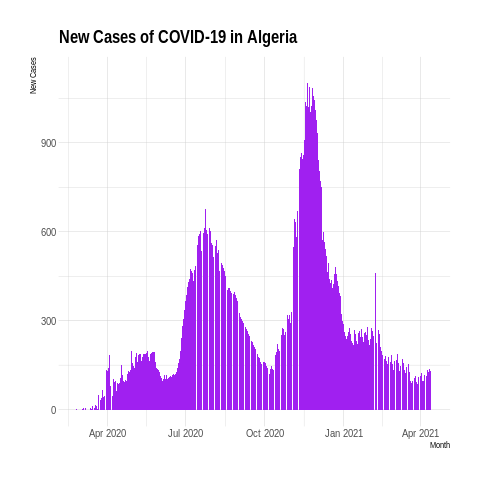 New Cases of COVID-19 in Algeria
New Cases
900
600
300
0
Apr 2020 Jul 2020 Oct 2020 Jan 2021 Apr 2021
Month